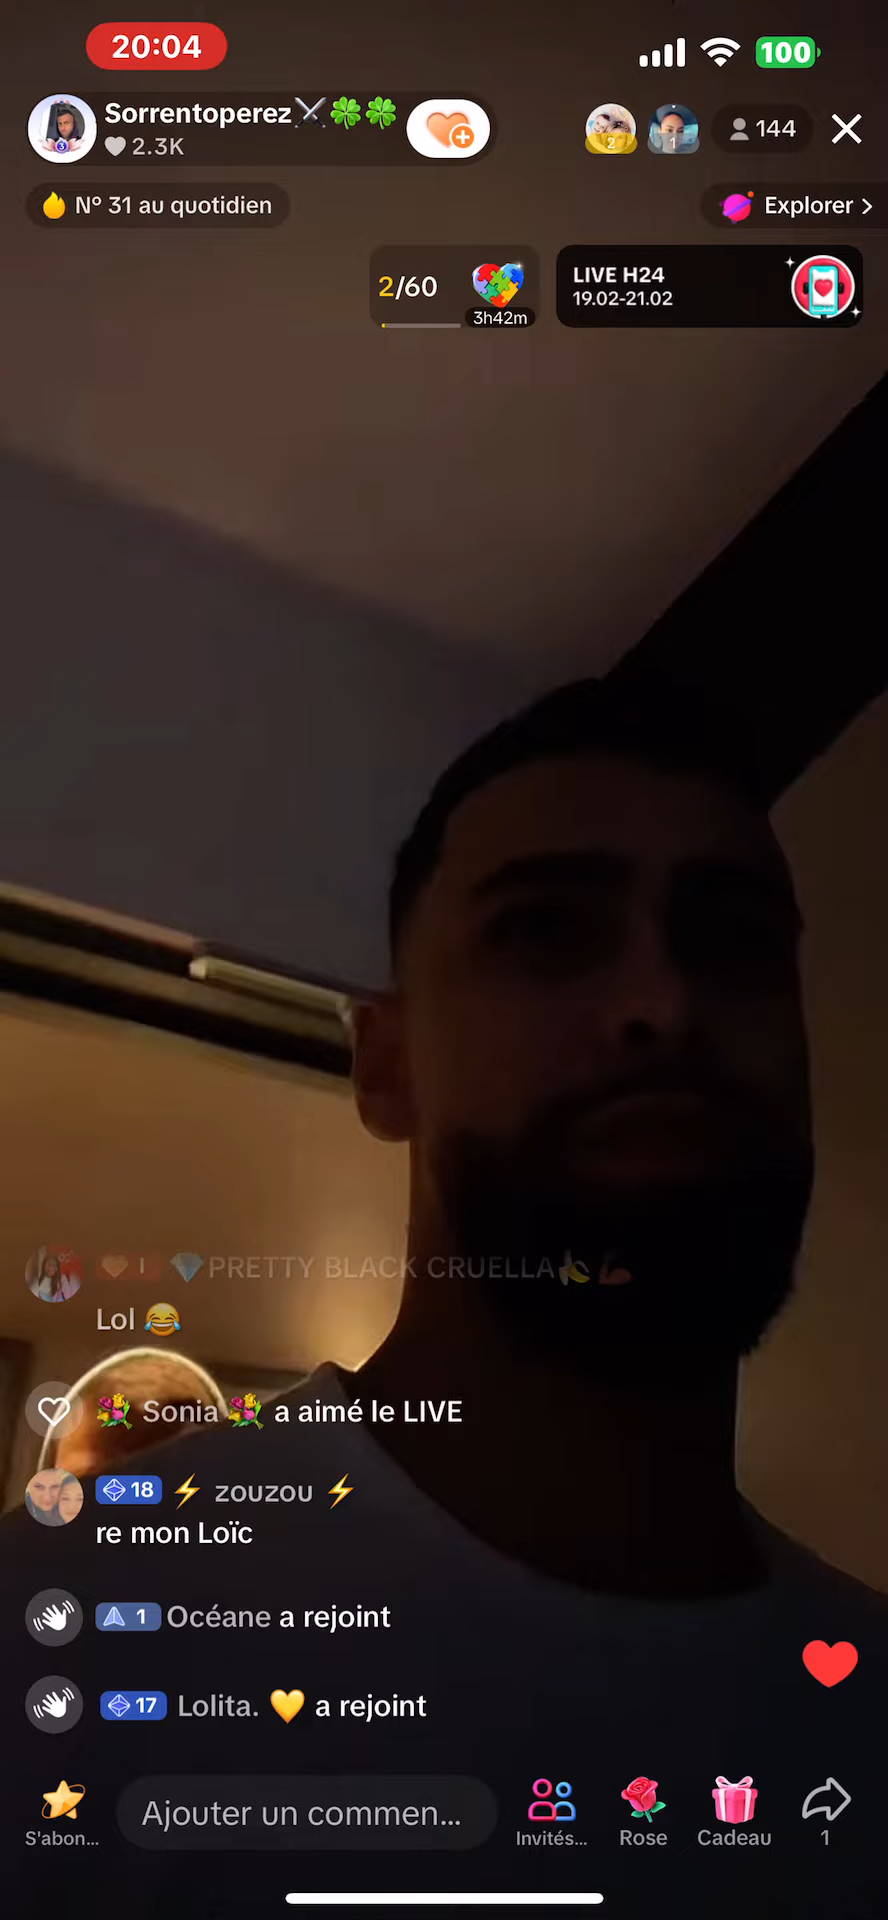 20:04
100
Sorrentoperez⚔️🍀🍀
2.3K
2
1
144
N° 31 au quotidien
Explorer >
2/60
3h42m
LIVE H24
19.02-21.02
I 💎PRETTY BLACK CRUELLA🍌💪
Lol 😂
💐 Sonia 💐 a aimé le LIVE
18 ⚡ zouzou ⚡
re mon Loïc
1 Océane a rejoint
17 Lolita. 💛 a rejoint
S'abon...
Ajouter un commen...
Invités...
Rose
Cadeau
1